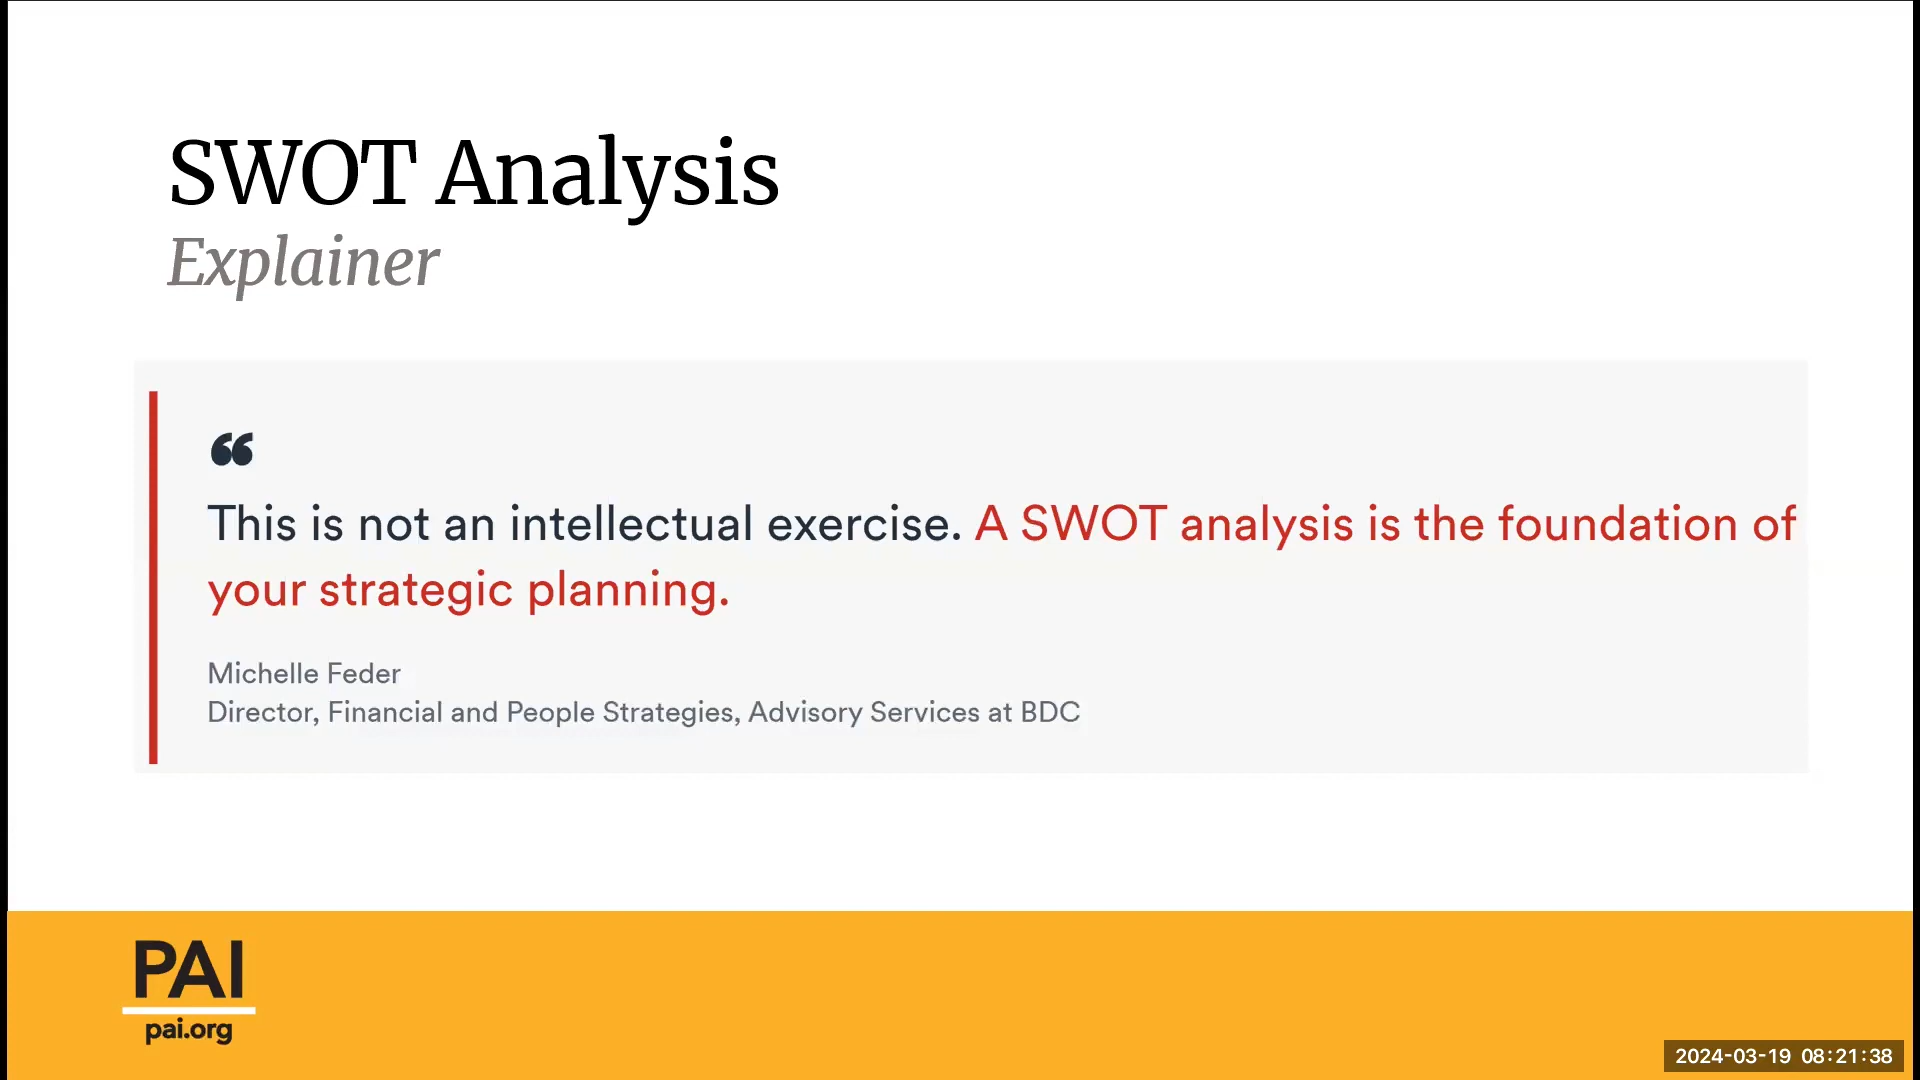 SWOT Analysis
Explainer
❝
This is not an intellectual exercise. A SWOT analysis is the foundation of
your strategic planning.
Michelle Feder
Director, Financial and People Strategies, Advisory Services at BDC
PAI
pai.org
2024-03-19 08:21:38